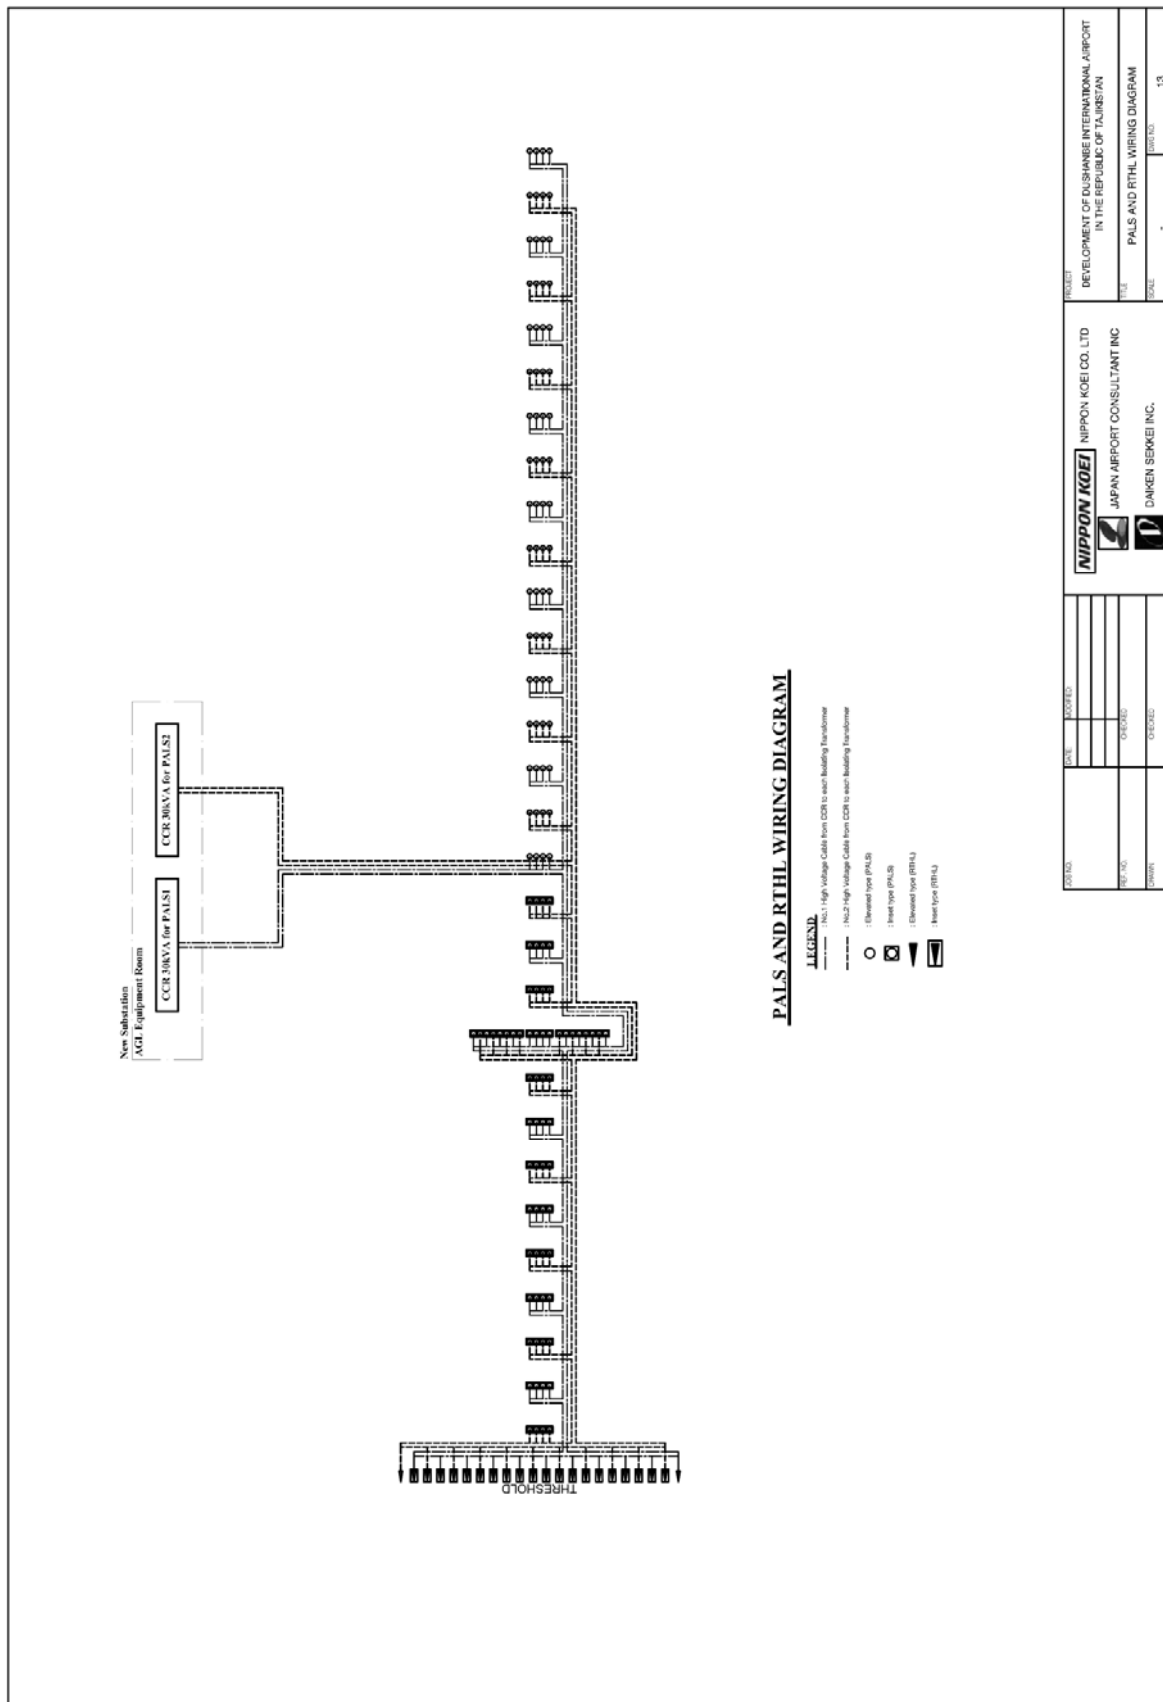 New Substation
AGL Equipment Room
CCR 30kVA for PALS1
CCR 30kVA for PALS2
THRESHOLD
PALS AND RTHL WIRING DIAGRAM
LEGEND
: No.1 High Voltage Cable from CCR to each Isolating Transformer
: No.2 High Voltage Cable from CCR to each Isolating Transformer
: Elevated type (PALS)
: Inset type (PALS)
: Elevated type (RTHL)
: Inset type (RTHL)
JOB NO.
REF. NO.
DRAWN
DATE
MODIFIED
CHECKED
CHECKED
NIPPON KOEI NIPPON KOEI CO. LTD
JAPAN AIRPORT CONSULTANT INC
DAIKEN SEKKEI INC.
PROJECT
DEVELOPMENT OF DUSHANBE INTERNATIONAL AIRPORT
IN THE REPUBLIC OF TAJIKISTAN
TITLE
PALS AND RTHL WIRING DIAGRAM
SCALE
DWG NO.
13